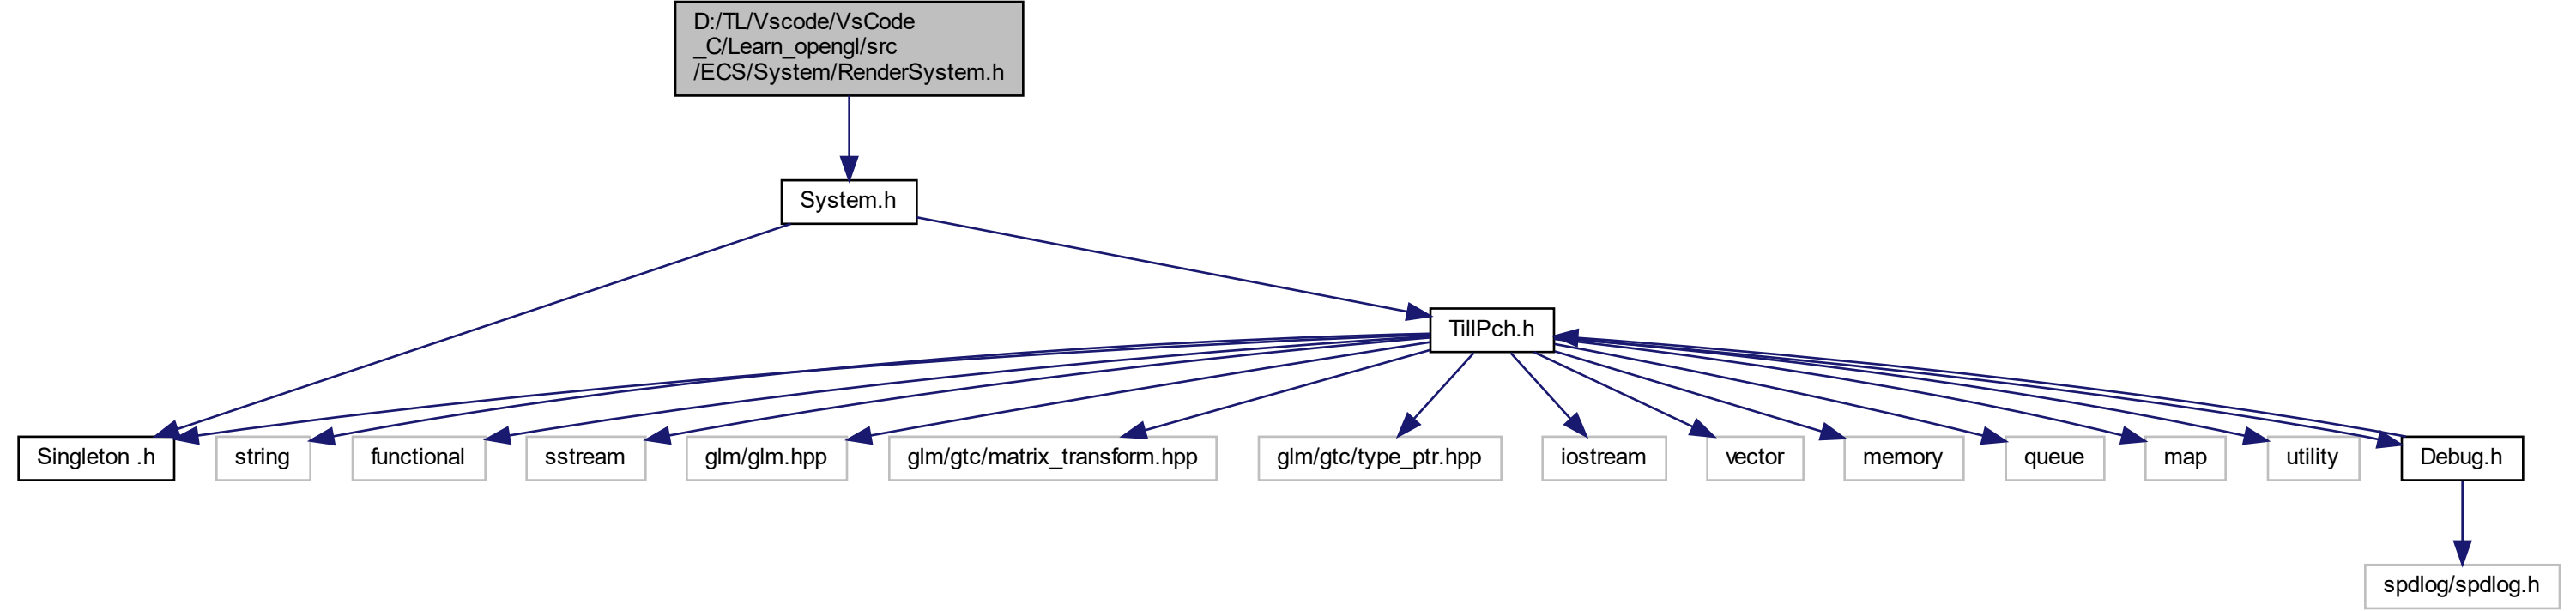 D:/TL/Vscode/VsCode
_C/Learn_opengl/src
/ECS/System/RenderSystem.h
System.h
TillPch.h
Singleton .h
string
functional
sstream
glm/glm.hpp
glm/gtc/matrix_transform.hpp
glm/gtc/type_ptr.hpp
iostream
vector
memory
queue
map
utility
Debug.h
spdlog/spdlog.h